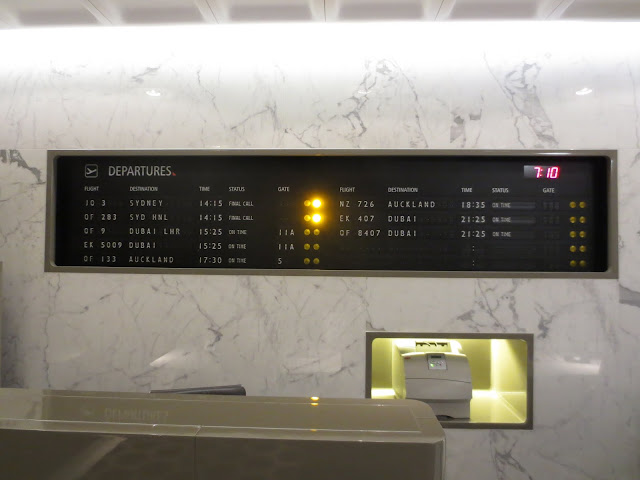 DEPARTURES
7:10
FLIGHT DESTINATION TIME STATUS GATE
IQ 3 SYDNEY 14:15 FINAL CALL
QF 283 SYD HNL 14:15 FINAL CALL
QF 9 DUBAI LHR 15:25 ON TIME 11A
EK 5009 DUBAI 15:25 ON TIME 11A
QF 133 AUCKLAND 17:30 ON TIME 5
FLIGHT DESTINATION TIME STATUS GATE
NZ 726 AUCKLAND 18:35 ON TIME
EK 407 DUBAI 21:25 ON TIME
QF 8407 DUBAI 21:25 ON TIME